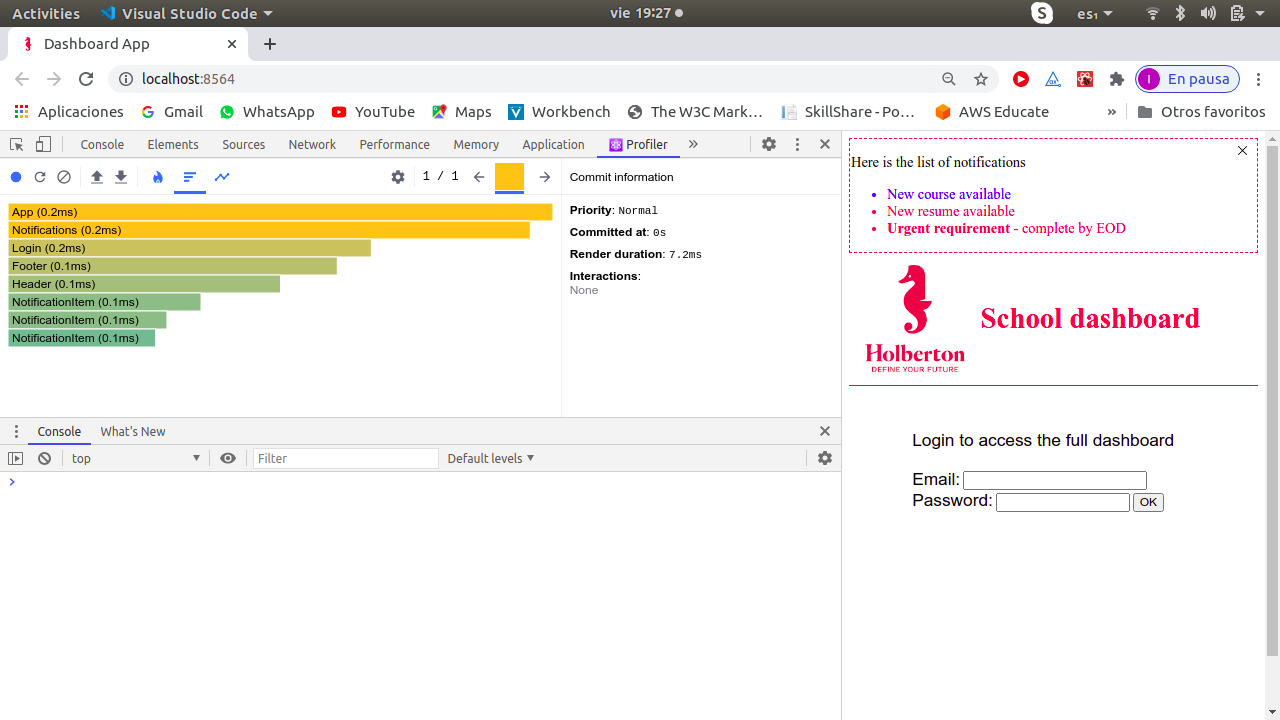 Activities Visual Studio Code vie 19:27 S es₁
Dashboard App
localhost:8564 I En pausa
Aplicaciones Gmail WhatsApp YouTube Maps Workbench The W3C Mark… SkillShare - Po… AWS Educate » Otros favoritos
Console Elements Sources Network Performance Memory Application Profiler »
1 / 1
Commit information
App (0.2ms)
Notifications (0.2ms)
Login (0.2ms)
Footer (0.1ms)
Header (0.1ms)
NotificationItem (0.1ms)
NotificationItem (0.1ms)
NotificationItem (0.1ms)
Priority: Normal
Committed at: 0s
Render duration: 7.2ms
Interactions:
None
Console What's New
top Filter Default levels
Here is the list of notifications
New course available
New resume available
Urgent requirement - complete by EOD
Holberton
DEFINE YOUR FUTURE
School dashboard
Login to access the full dashboard
Email:
Password: OK